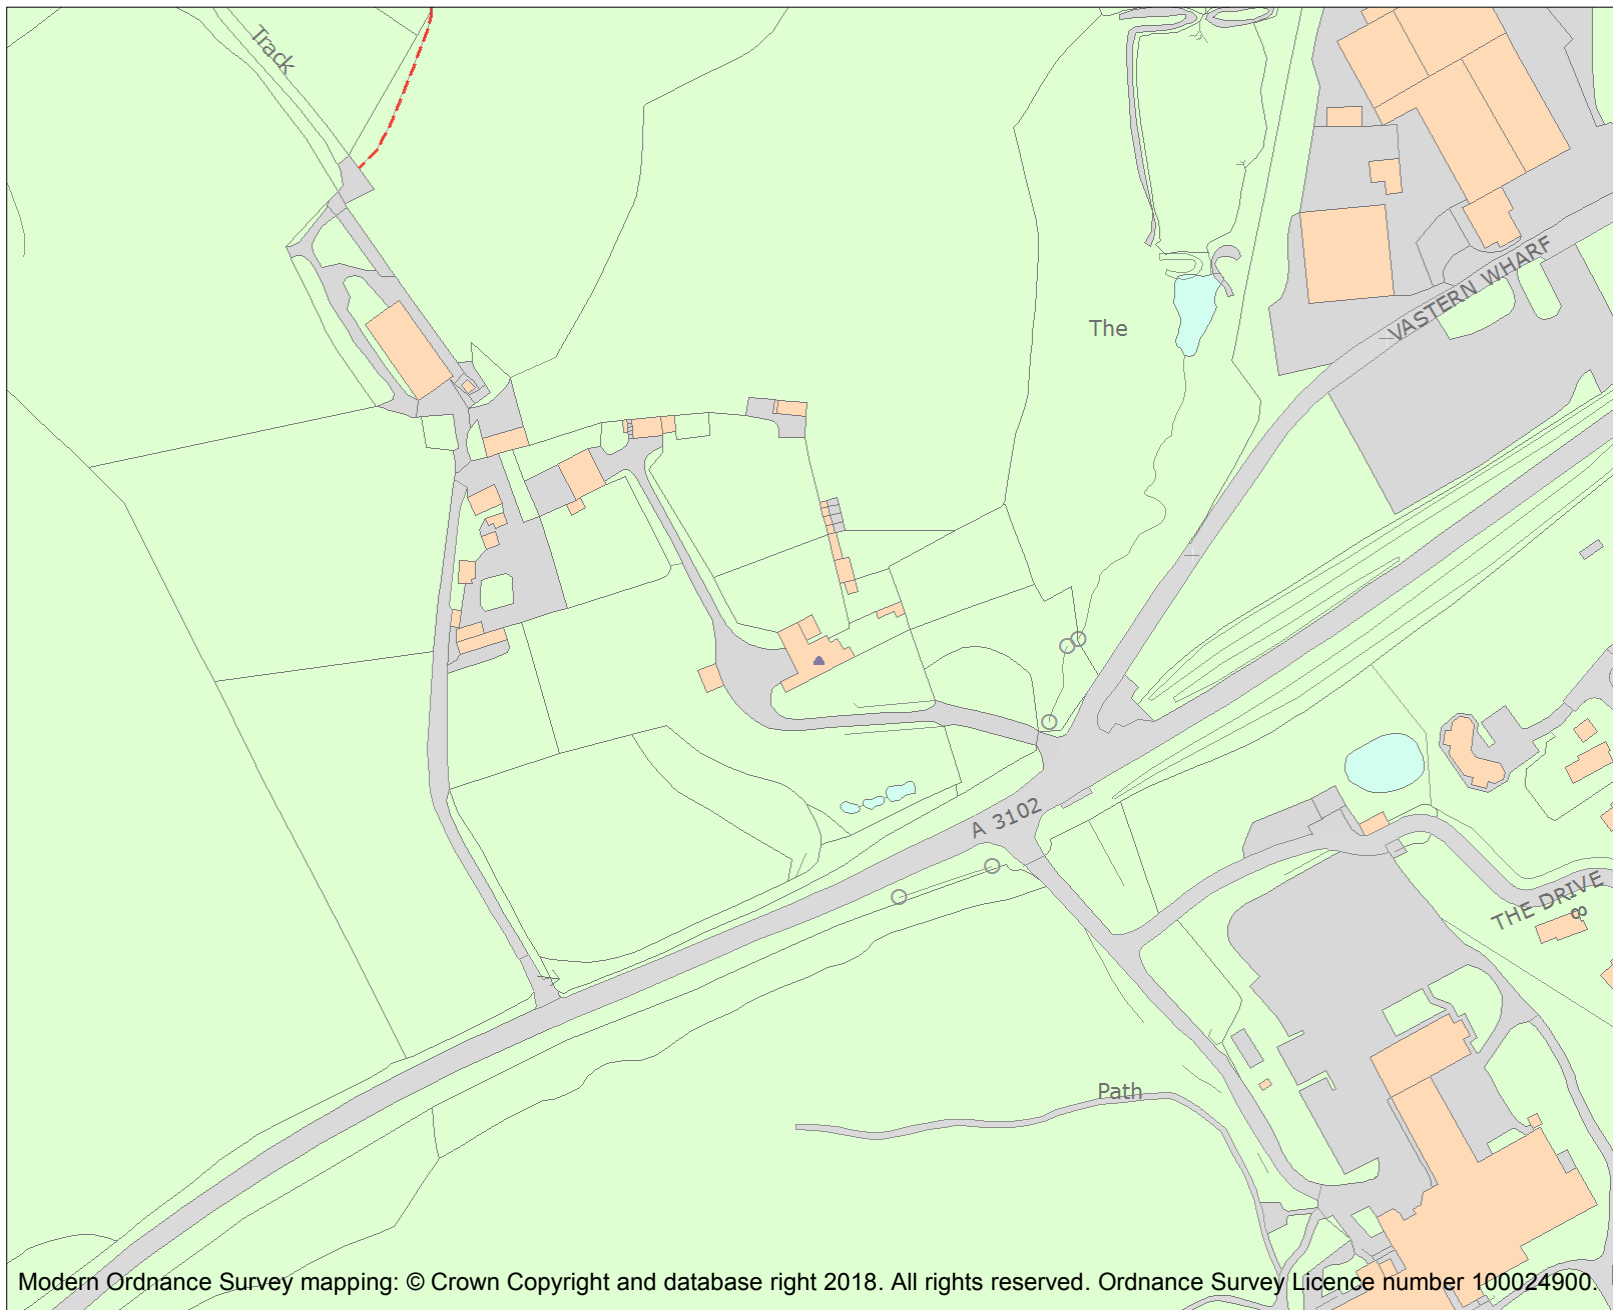 Track
The
VASTERN WHARF
A 3102
THE DRIVE
8
Path
Modern Ordnance Survey mapping: © Crown Copyright and database right 2018. All rights reserved. Ordnance Survey Licence number 100024900.